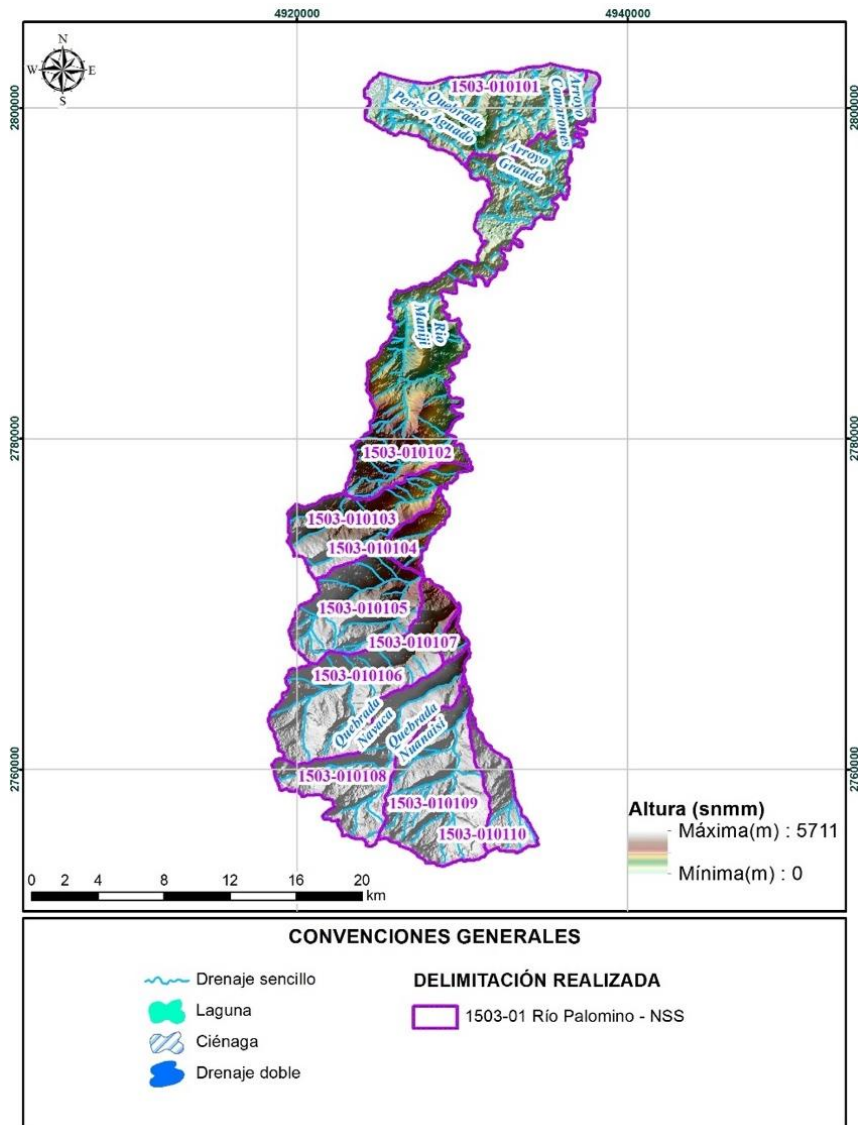 4920000
4940000
N
W
E
S
2800000
2800000
1503-010101
Quebrada
Perico Aguado
Arroyo
Camarones
Arroyo
Grande
Río
Maniji
2780000
2780000
1503-010102
1503-010103
1503-010104
1503-010105
1503-010107
1503-010106
Quebrada
Navaca
Quebrada
Nuanaisi
2760000
2760000
1503-010108
1503-010109
1503-010110
Altura (snmm)
Máxima(m) : 5711
Mínima(m) : 0
0 2 4 8 12 16 20
km
CONVENCIONES GENERALES
Drenaje sencillo
Laguna
Ciénaga
Drenaje doble
DELIMITACIÓN REALIZADA
1503-01 Río Palomino - NSS